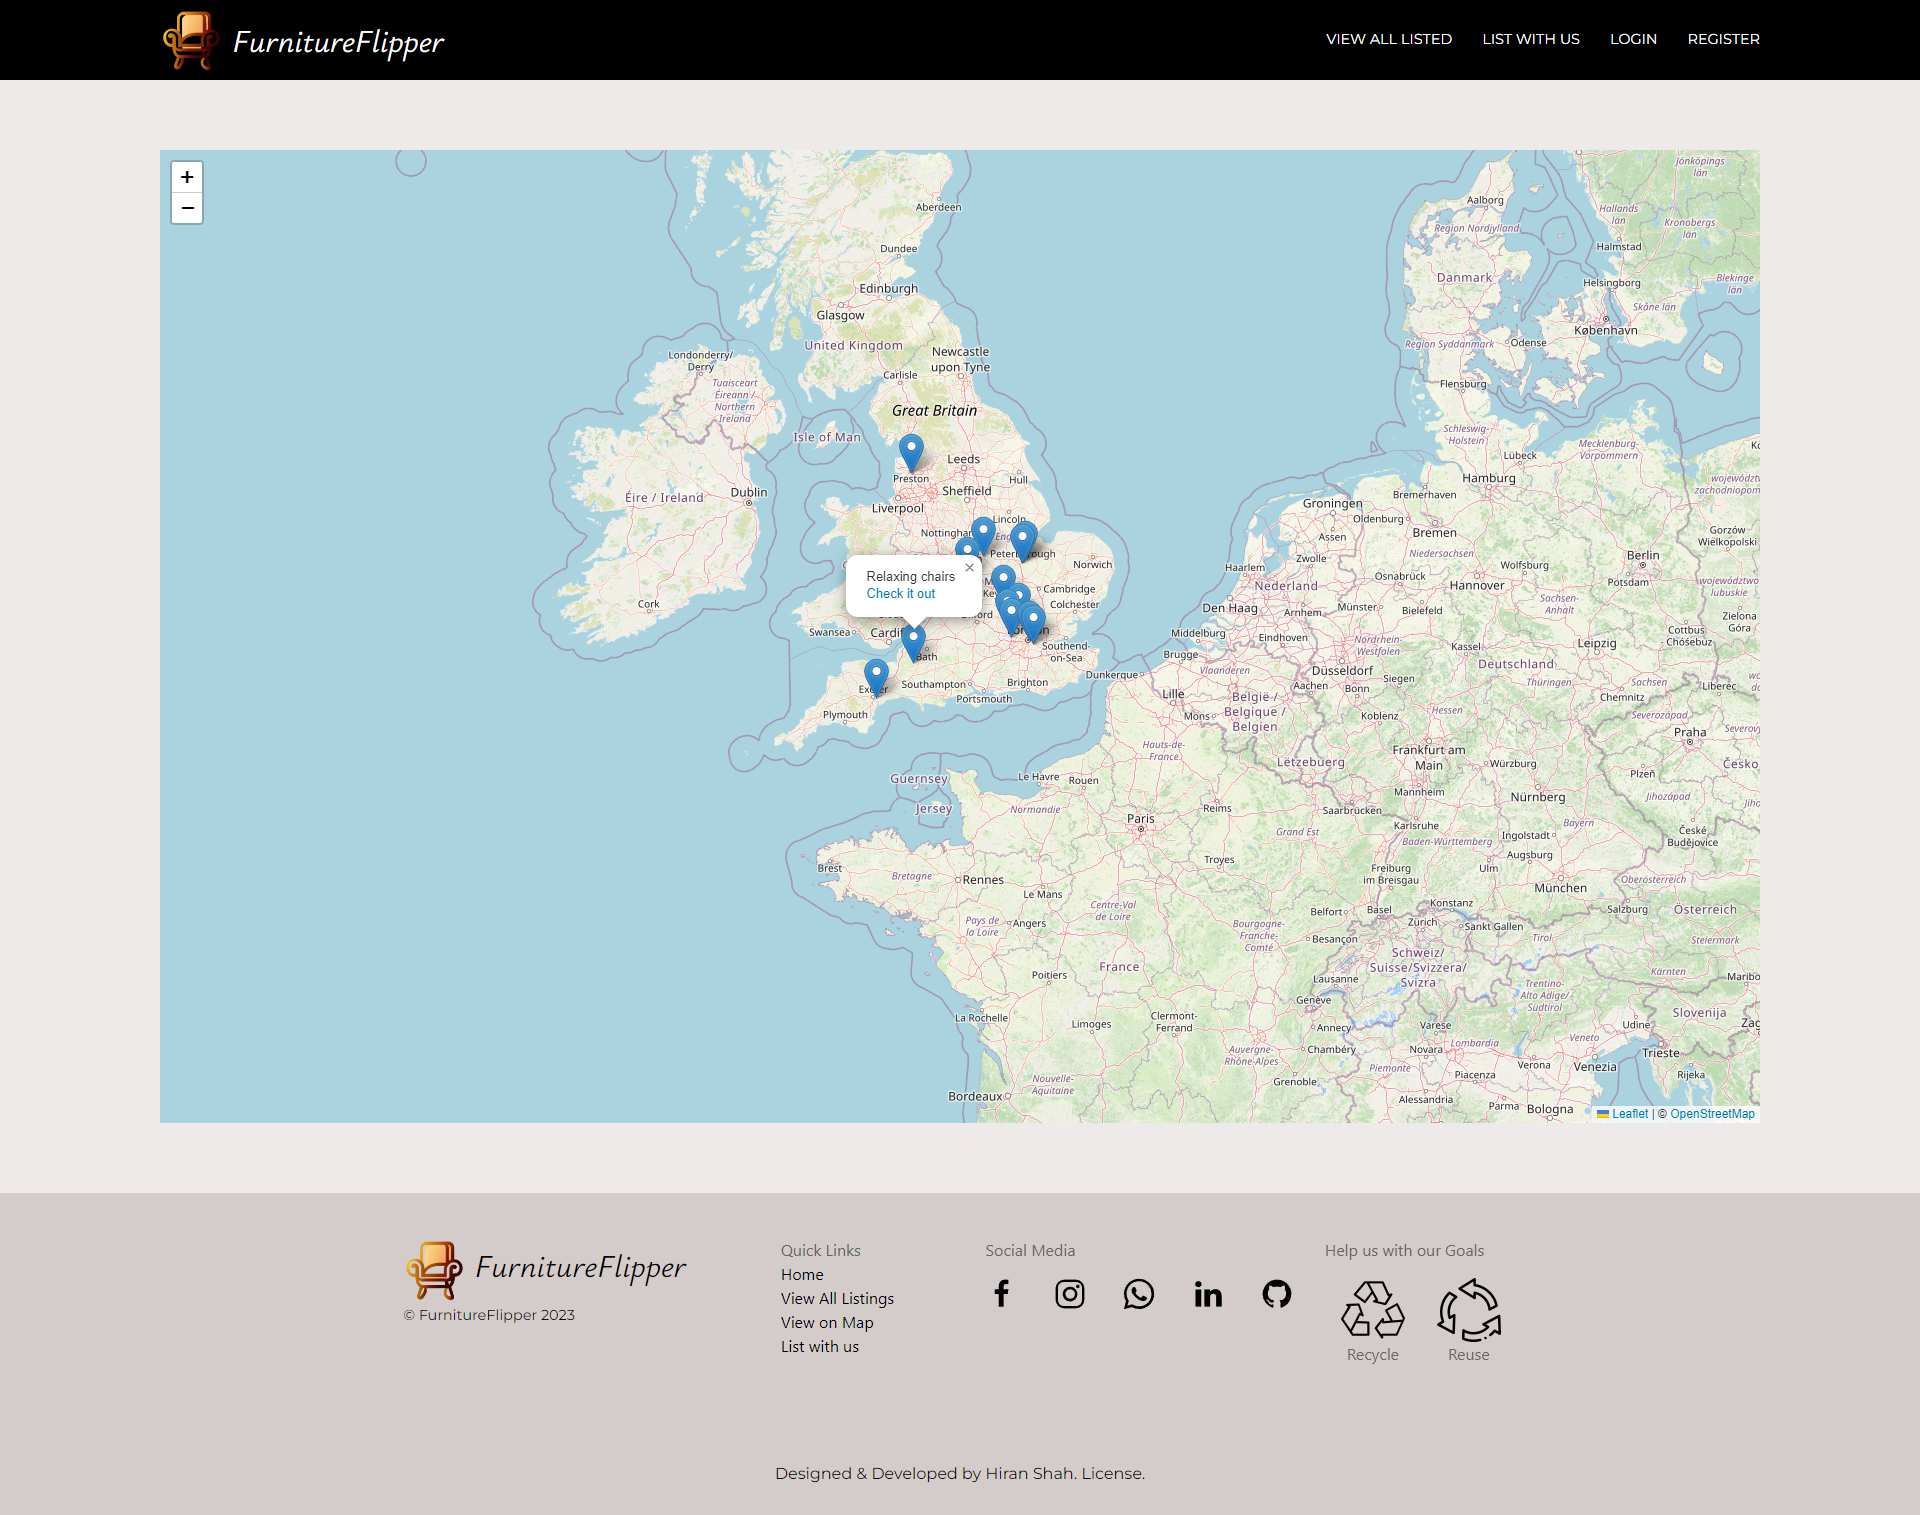 FurnitureFlipper
VIEW ALL LISTED
LIST WITH US
LOGIN
REGISTER
+
−
Aberdeen
Dundee
Edinburgh
Glasgow
United Kingdom
Newcastle
upon Tyne
Carlisle
Londonderry/
Derry
Tuaisceart
Éireann /
Northern
Ireland
Great Britain
Isle of Man
Leeds
Preston
Hull
Sheffield
Éire / Ireland
Dublin
Liverpool
Lincoln
Norwich
Cork
Relaxing chairs
×
Check it out
Cambridge
Colchester
Swansea
Bath
Southend-
on-Sea
Southampton
Brighton
Portsmouth
Plymouth
Guernsey
Jersey
Jönköpings
län
Aalborg
Hallands
län
Kronobergs
län
Region Nordjylland
Halmstad
Danmark
Blekinge
län
Helsingborg
Skåne län
København
Odense
Region Syddanmark
Flensburg
Schleswig-
Holstein
Mecklenburg-
Vorpommern
Lübeck
Hamburg
Bremerhaven
województwo
zachodniopom
Groningen
Oldenburg
Bremen
Assen
Gorzów
Wielkopolski
Zwolle
Niedersachsen
Berlin
Haarlem
Wolfsburg
Osnabrück
Hannover
Potsdam
województwo
lubuskie
Nederland
Den Haag
Arnhem
Münster
Bielefeld
Sachsen-
Anhalt
Cottbus
Chóśebuz
Zielona
Góra
Middelburg
Eindhoven
Nordrhein-
Westfalen
Kassel
Leipzig
Brugge
Dunkerque
Vlaanderen
Düsseldorf
Deutschland
Aachen
Bonn
Siegen
Thüringen
Sachsen
Liberec
Lille
België /
Belgique /
Belgien
Chemnitz
Mons
Koblenz
Hessen
Severozápad
Praha
Hauts-de-
France
Frankfurt am
Main
Würzburg
Letzebuerg
Česko
Plzeň
Le Havre
Rouen
Mannheim
Nürnberg
Jihozápad
Normandie
Reims
Saarbrücken
Paris
Karlsruhe
Bayern
Grand Est
Ingolstadt
České
Budějovice
Baden-Württemberg
Augsburg
Troyes
Brest
Bretagne
Rennes
Freiburg
im Breisgau
Ulm
München
Oberösterreich
Le Mans
Konstanz
Salzburg
Österreich
Centre-Val
de Loire
Belfort
Basel
Zürich
Pays de
la Loire
Angers
Bourgogne-
Franche-
Comté
Besançon
Sankt Gallen
Tirol
Steiermark
Schweiz/
Suisse/Svizzera/
Svizra
France
Poitiers
Lausanne
Kärnten
Maribo
Trentino-
Alto Adige/
Südtirol
Genève
La Rochelle
Limoges
Clermont-
Ferrand
Annecy
Varese
Udine
Slovenija
Zag
Auvergne-
Rhône-Alpes
Chambéry
Novara
Lombardia
Veneto
Trieste
Piemonte
Piacenza
Verona
Venezia
Rijeka
Nouvelle-
Aquitaine
Grenoble
Bordeaux
Alessandria
Parma
Bologna
Leaflet | © OpenStreetMap
FurnitureFlipper
© FurnitureFlipper 2023
Quick Links
Home
View All Listings
View on Map
List with us
Social Media
Help us with our Goals
Recycle
Reuse
Designed & Developed by Hiran Shah. License.